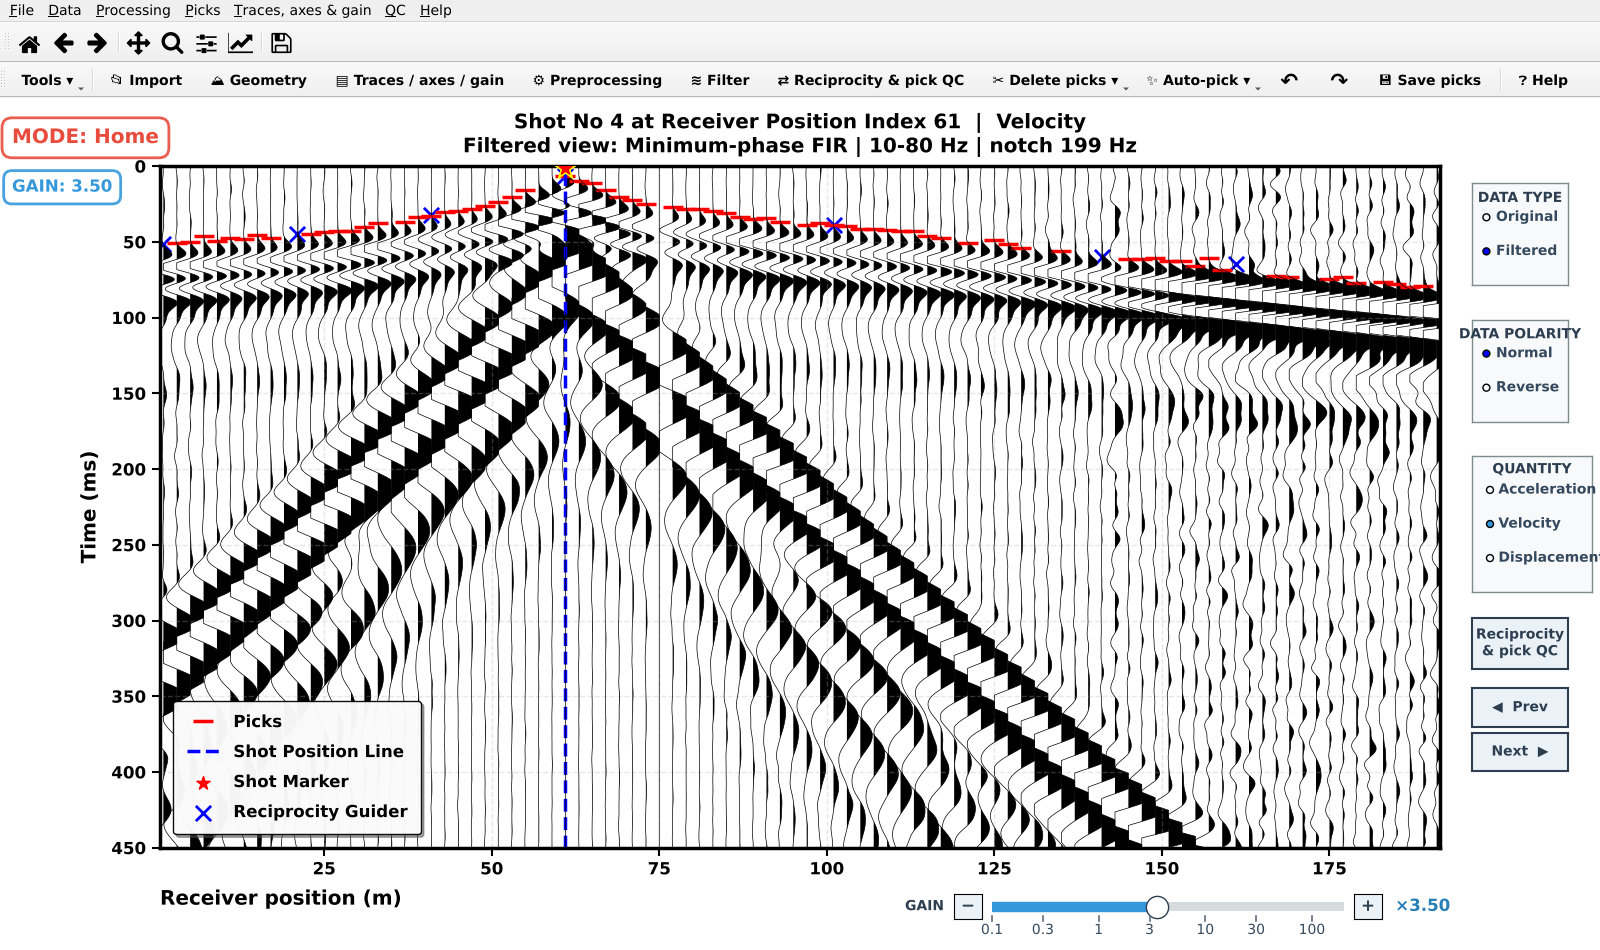 File Data Processing Picks Traces, axes & gain QC Help
Tools ▾ Import Geometry Traces / axes / gain Preprocessing Filter Reciprocity & pick QC Delete picks ▾ Auto-pick ▾ Save picks ? Help
MODE: Home
GAIN: 3.50
Shot No 4 at Receiver Position Index 61 | Velocity
Filtered view: Minimum-phase FIR | 10-80 Hz | notch 199 Hz
0
50
100
150
200
250
300
350
400
450
Time (ms)
25 50 75 100 125 150 175
Receiver position (m)
Picks
Shot Position Line
Shot Marker
Reciprocity Guider
DATA TYPE
Original
Filtered
DATA POLARITY
Normal
Reverse
QUANTITY
Acceleration
Velocity
Displacemen
Reciprocity
& pick QC
◀ Prev
Next ▶
GAIN − + ×3.50
0.1 0.3 1 3 10 30 100